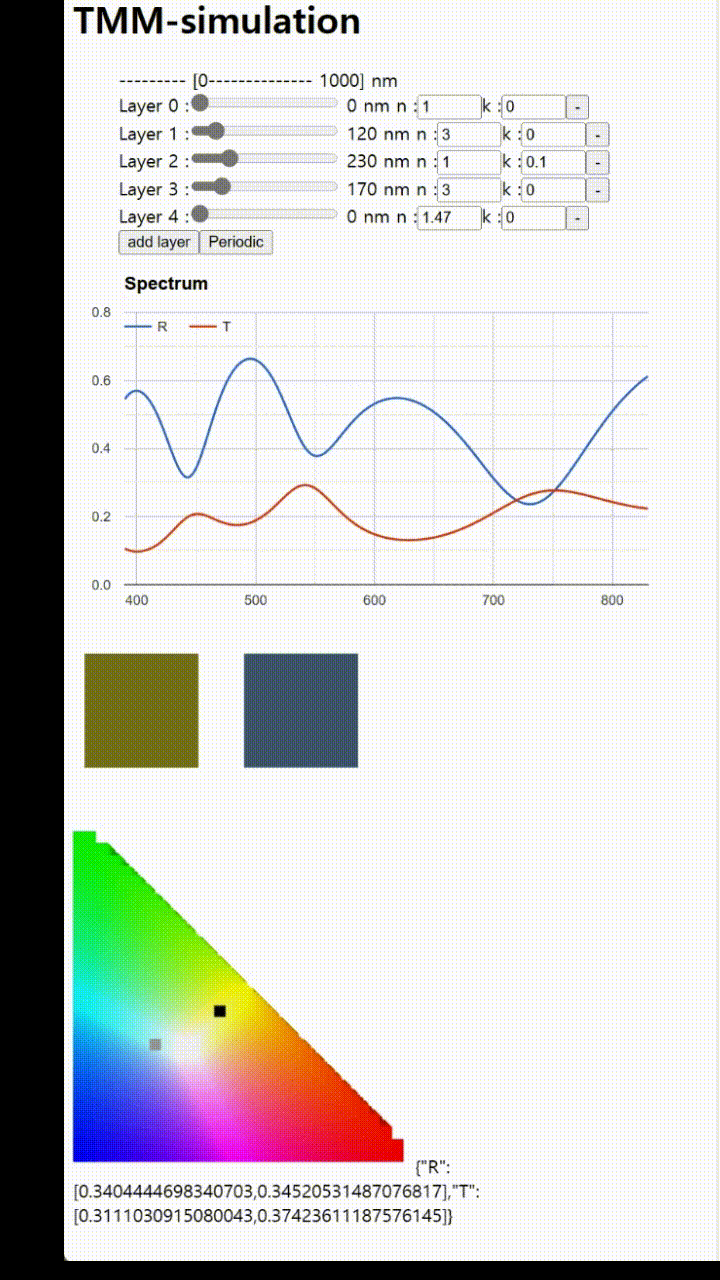 TMM-simulation
--------- [0-------------- 1000] nm
Layer 0 : 0 nm n : 1 k : 0 -
Layer 1 : 120 nm n : 3 k : 0 -
Layer 2 : 230 nm n : 1 k : 0.1 -
Layer 3 : 170 nm n : 3 k : 0 -
Layer 4 : 0 nm n : 1.47 k : 0 -
add layer Periodic
Spectrum
0.8
R T
0.6
0.4
0.2
0.0
400 500 600 700 800
{"R":
[0.3404444698340703,0.34520531487076817],"T":
[0.3111030915080043,0.37423611187576145]}